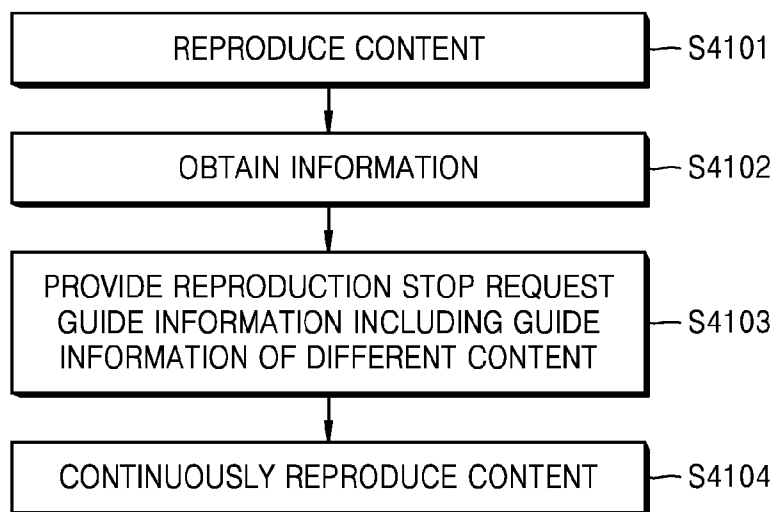 REPRODUCE CONTENT
S4101
OBTAIN INFORMATION
S4102
PROVIDE REPRODUCTION STOP REQUEST
GUIDE INFORMATION INCLUDING GUIDE
INFORMATION OF DIFFERENT CONTENT
S4103
CONTINUOUSLY REPRODUCE CONTENT
S4104